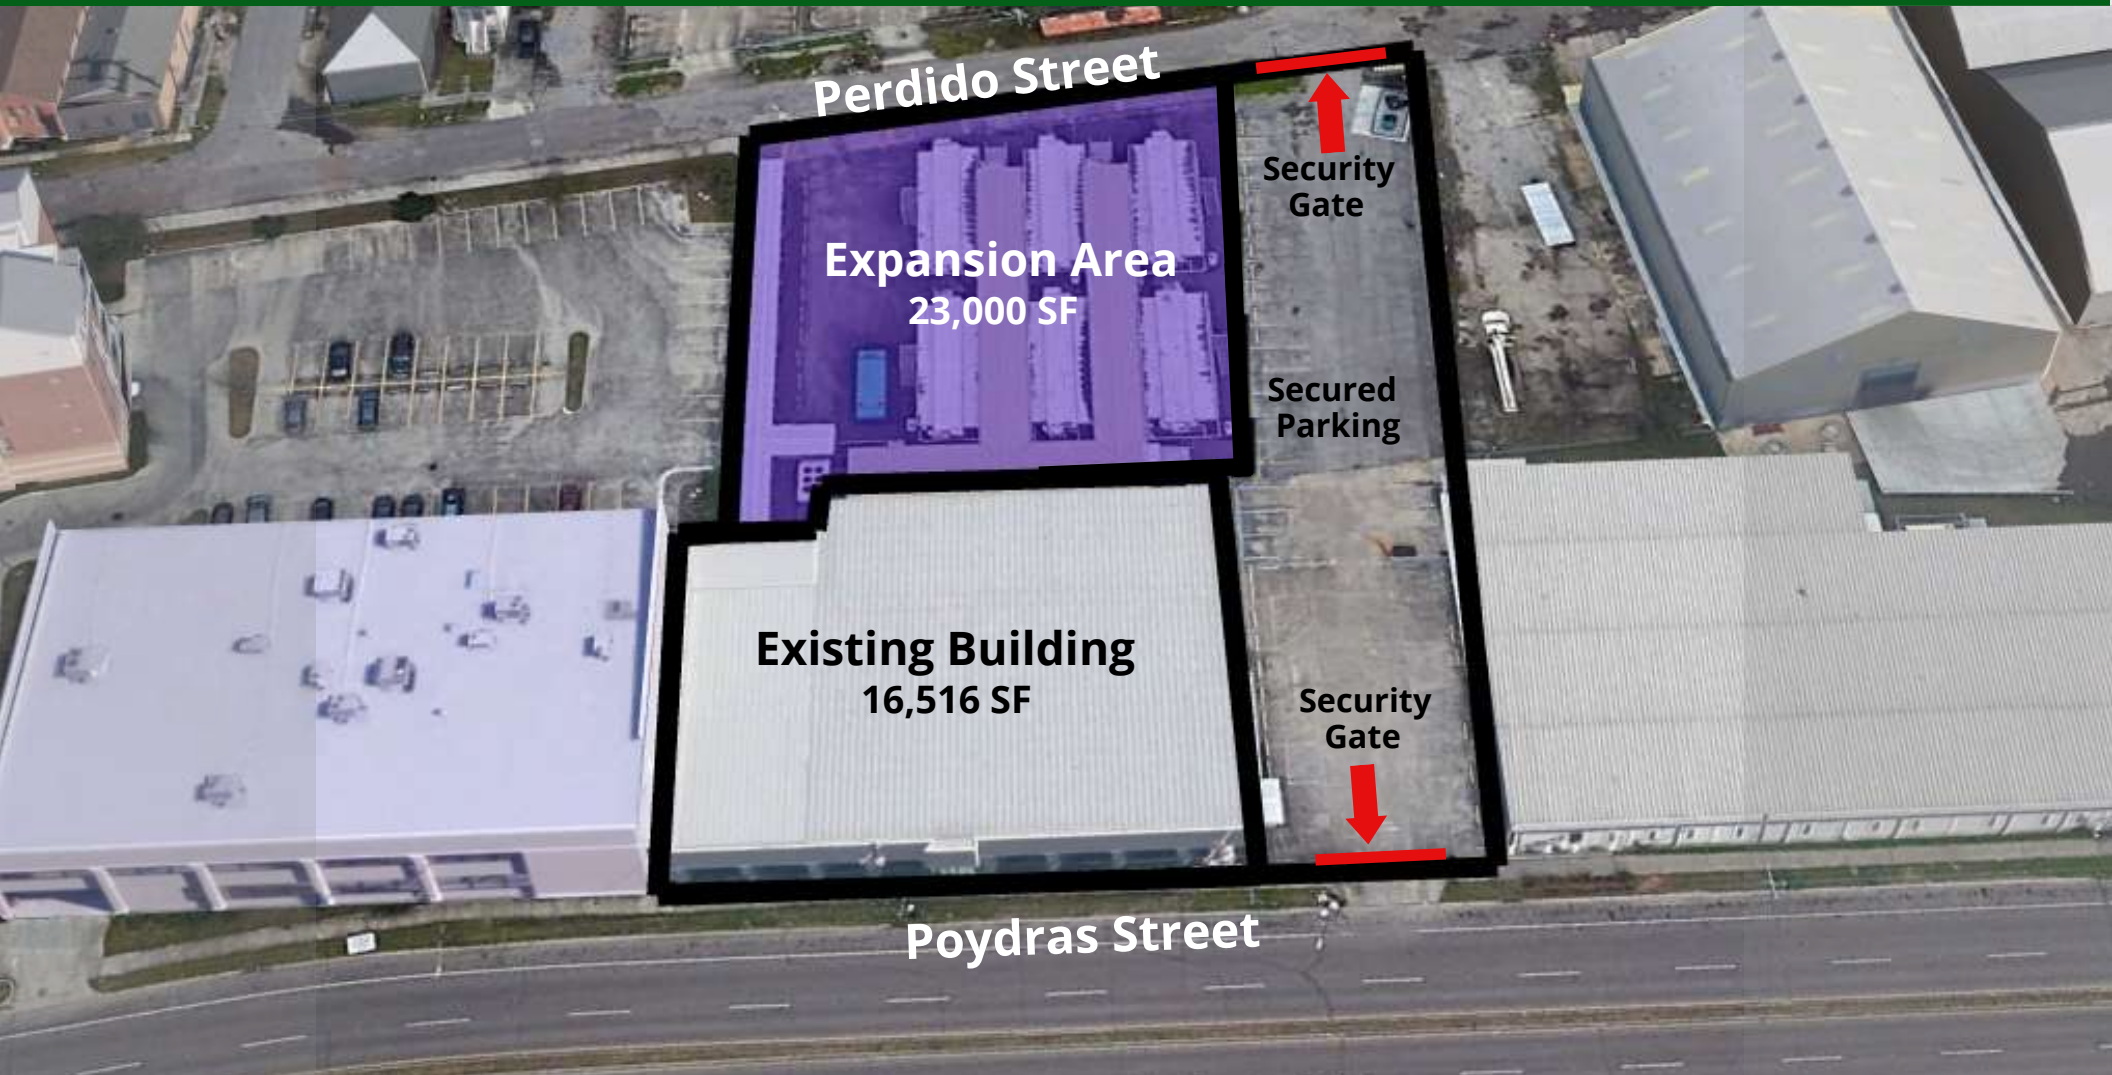 Perdido Street
Security
Gate
Expansion Area
23,000 SF
Secured
Parking
Existing Building
16,516 SF
Security
Gate
Poydras Street